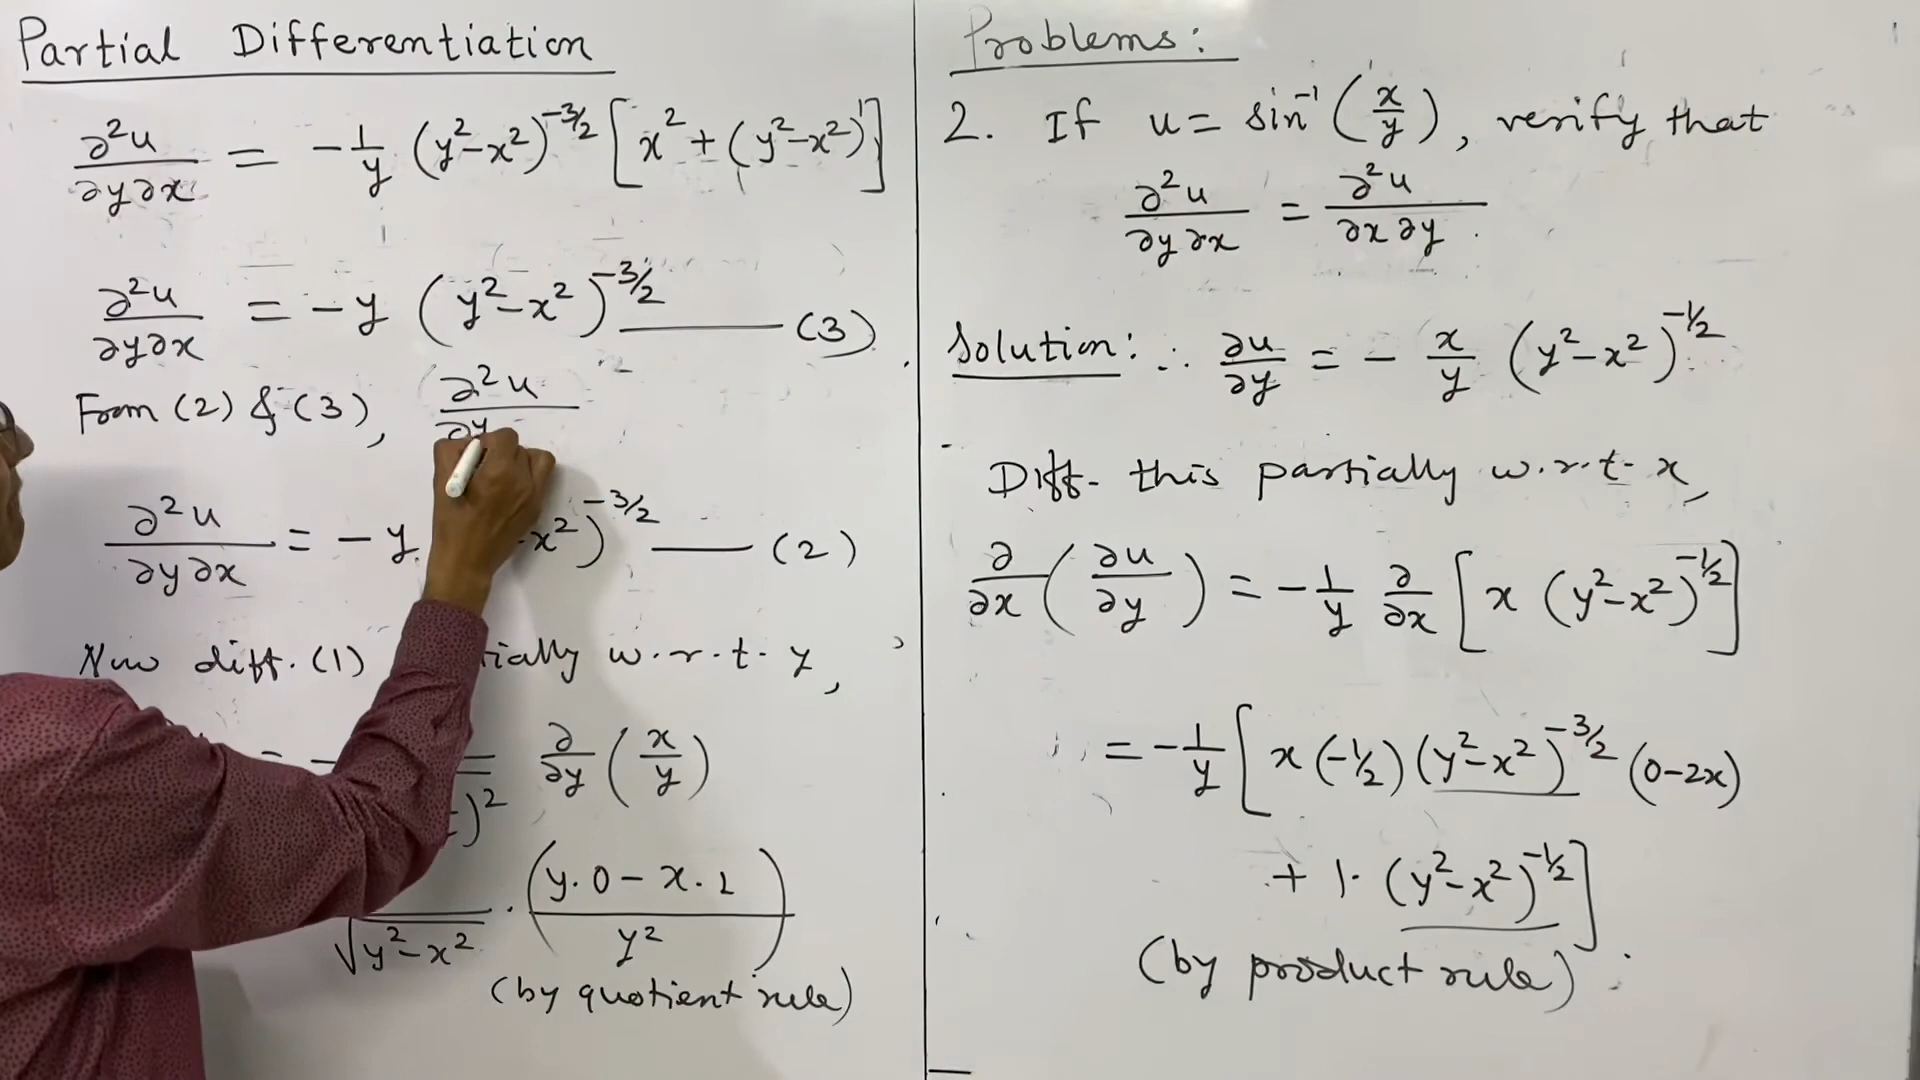 Partial Differentiation
∂²u/∂y∂x = -1/y (y²-x²)^-3/2 [x² + (y²-x²)¹]
∂²u/∂y∂x = -y (y²-x²)^-3/2 —— (3)
From (2) & (3), ∂²u/∂y
∂²u/∂y∂x = -y x²)^-3/2 —— (2)
Now diff. (1) tially w.r.t. y,
= ∂/∂y (x/y)
)²
√(y²-x²) . ((y.0 - x.1)/y²)
(by quotient rule)
Problems:
2. If u = sin⁻¹ (x/y), verify that
∂²u/∂y∂x = ∂²u/∂x∂y.
Solution: ∴ ∂u/∂y = - x/y (y²-x²)^-1/2
Diff. this partially w.r.t. x,
∂/∂x (∂u/∂y) = -1/y ∂/∂x [x (y²-x²)^-1/2]
= -1/y [x (-1/2) (y²-x²)^-3/2 (0-2x)
+ 1. (y²-x²)^-1/2]
(by product rule)